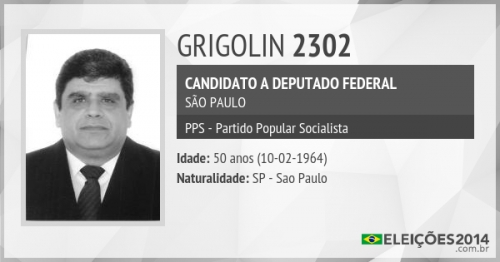 GRIGOLIN 2302
CANDIDATO A DEPUTADO FEDERAL
SÃO PAULO
PPS - Partido Popular Socialista
Idade: 50 anos (10-02-1964)
Naturalidade: SP - Sao Paulo
ELEIÇÕES2014
.com.br